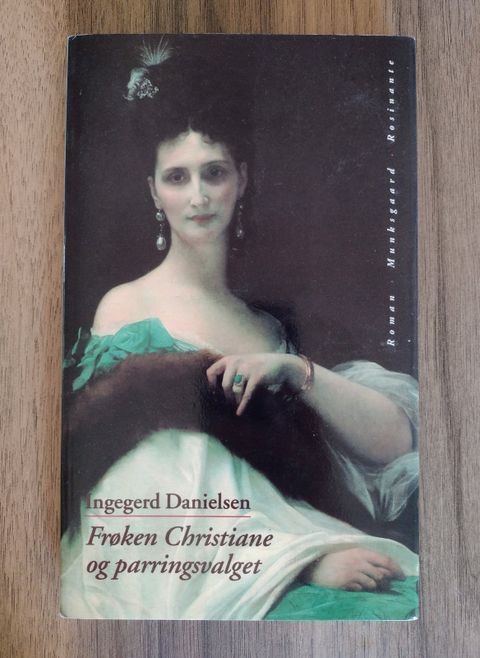 Roman · Munksgaard · Rosinante
Ingegerd Danielsen
Frøken Christiane
og parringsvalget